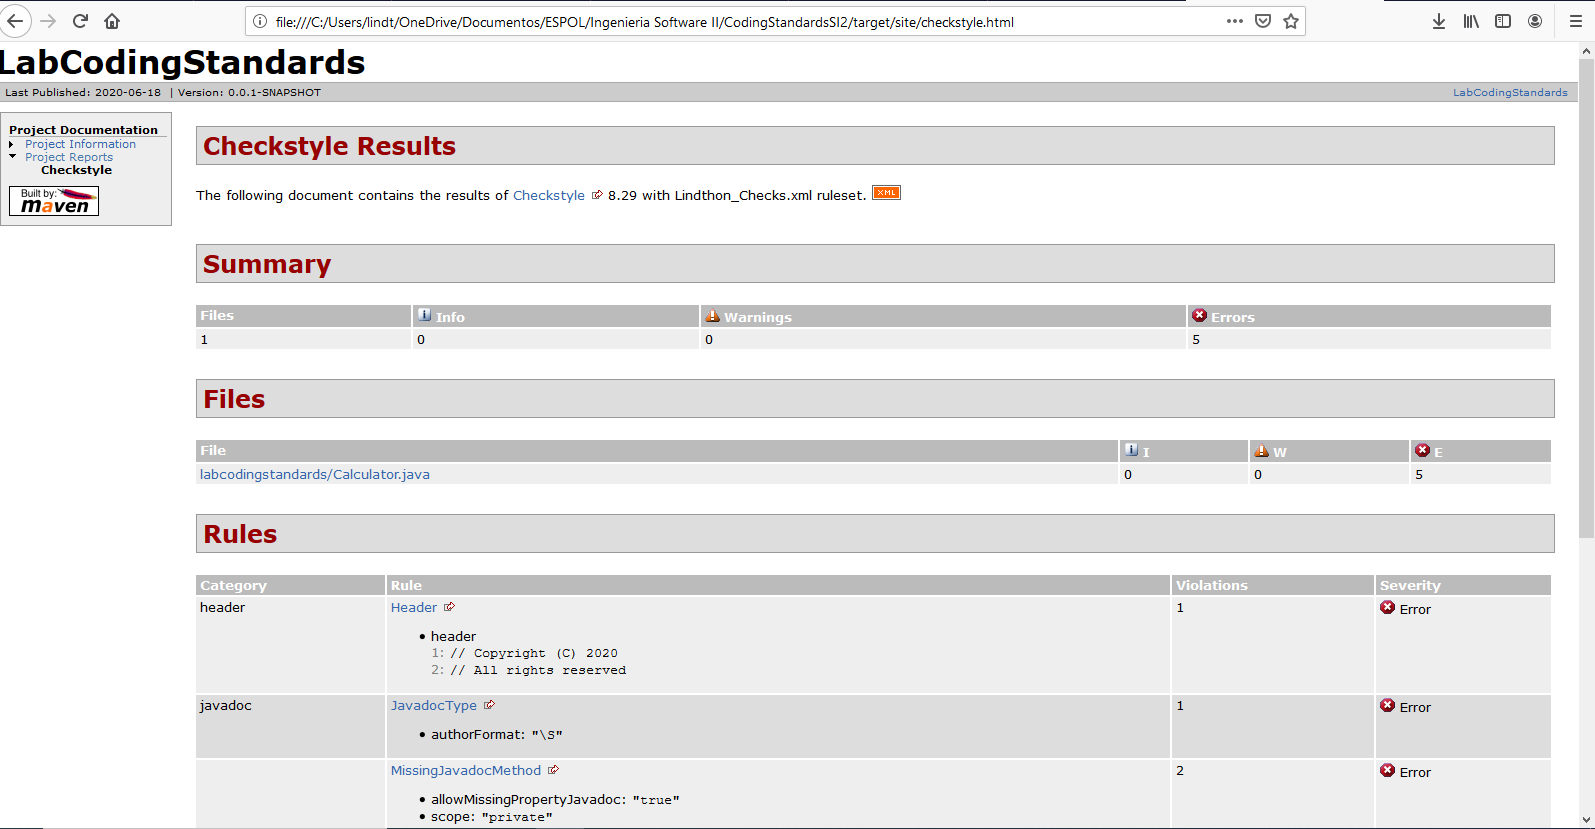 file:///C:/Users/lindt/OneDrive/Documentos/ESPOL/Ingenieria Software II/CodingStandardsSI2/target/site/checkstyle.html
LabCodingStandards
Last Published: 2020-06-18 | Version: 0.0.1-SNAPSHOT
LabCodingStandards
Project Documentation
Project Information
Project Reports
Checkstyle
Built by:
maven
Checkstyle Results
The following document contains the results of Checkstyle 8.29 with Lindthon_Checks.xml ruleset. XML
Summary
Files Info Warnings Errors
1 0 0 5
Files
File I W E
labcodingstandards/Calculator.java 0 0 5
Rules
Category Rule Violations Severity
header Header 1 Error
• header
1: // Copyright (C) 2020
2: // All rights reserved
javadoc JavadocType 1 Error
• authorFormat: "\S"
MissingJavadocMethod 2 Error
• allowMissingPropertyJavadoc: "true"
• scope: "private"